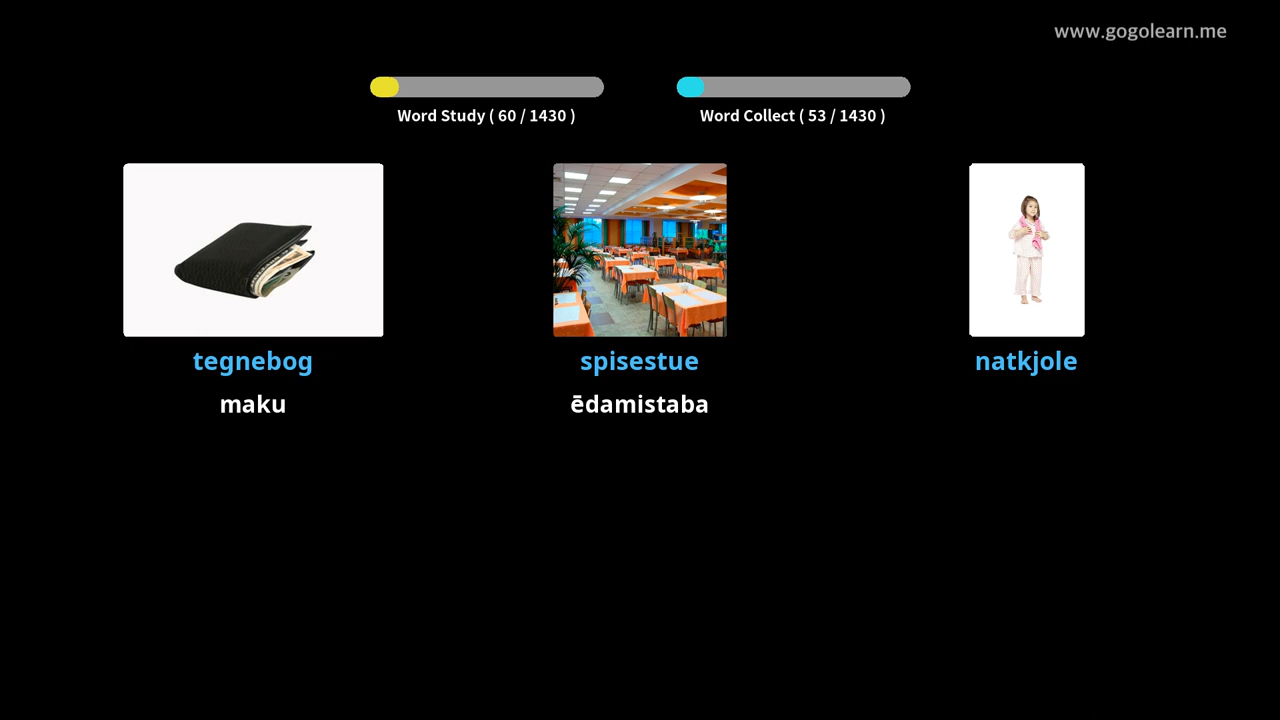 www.gogolearn.me
Word Study ( 60 / 1430 )
Word Collect ( 53 / 1430 )
tegnebog
spisestue
natkjole
maku
ēdamistaba